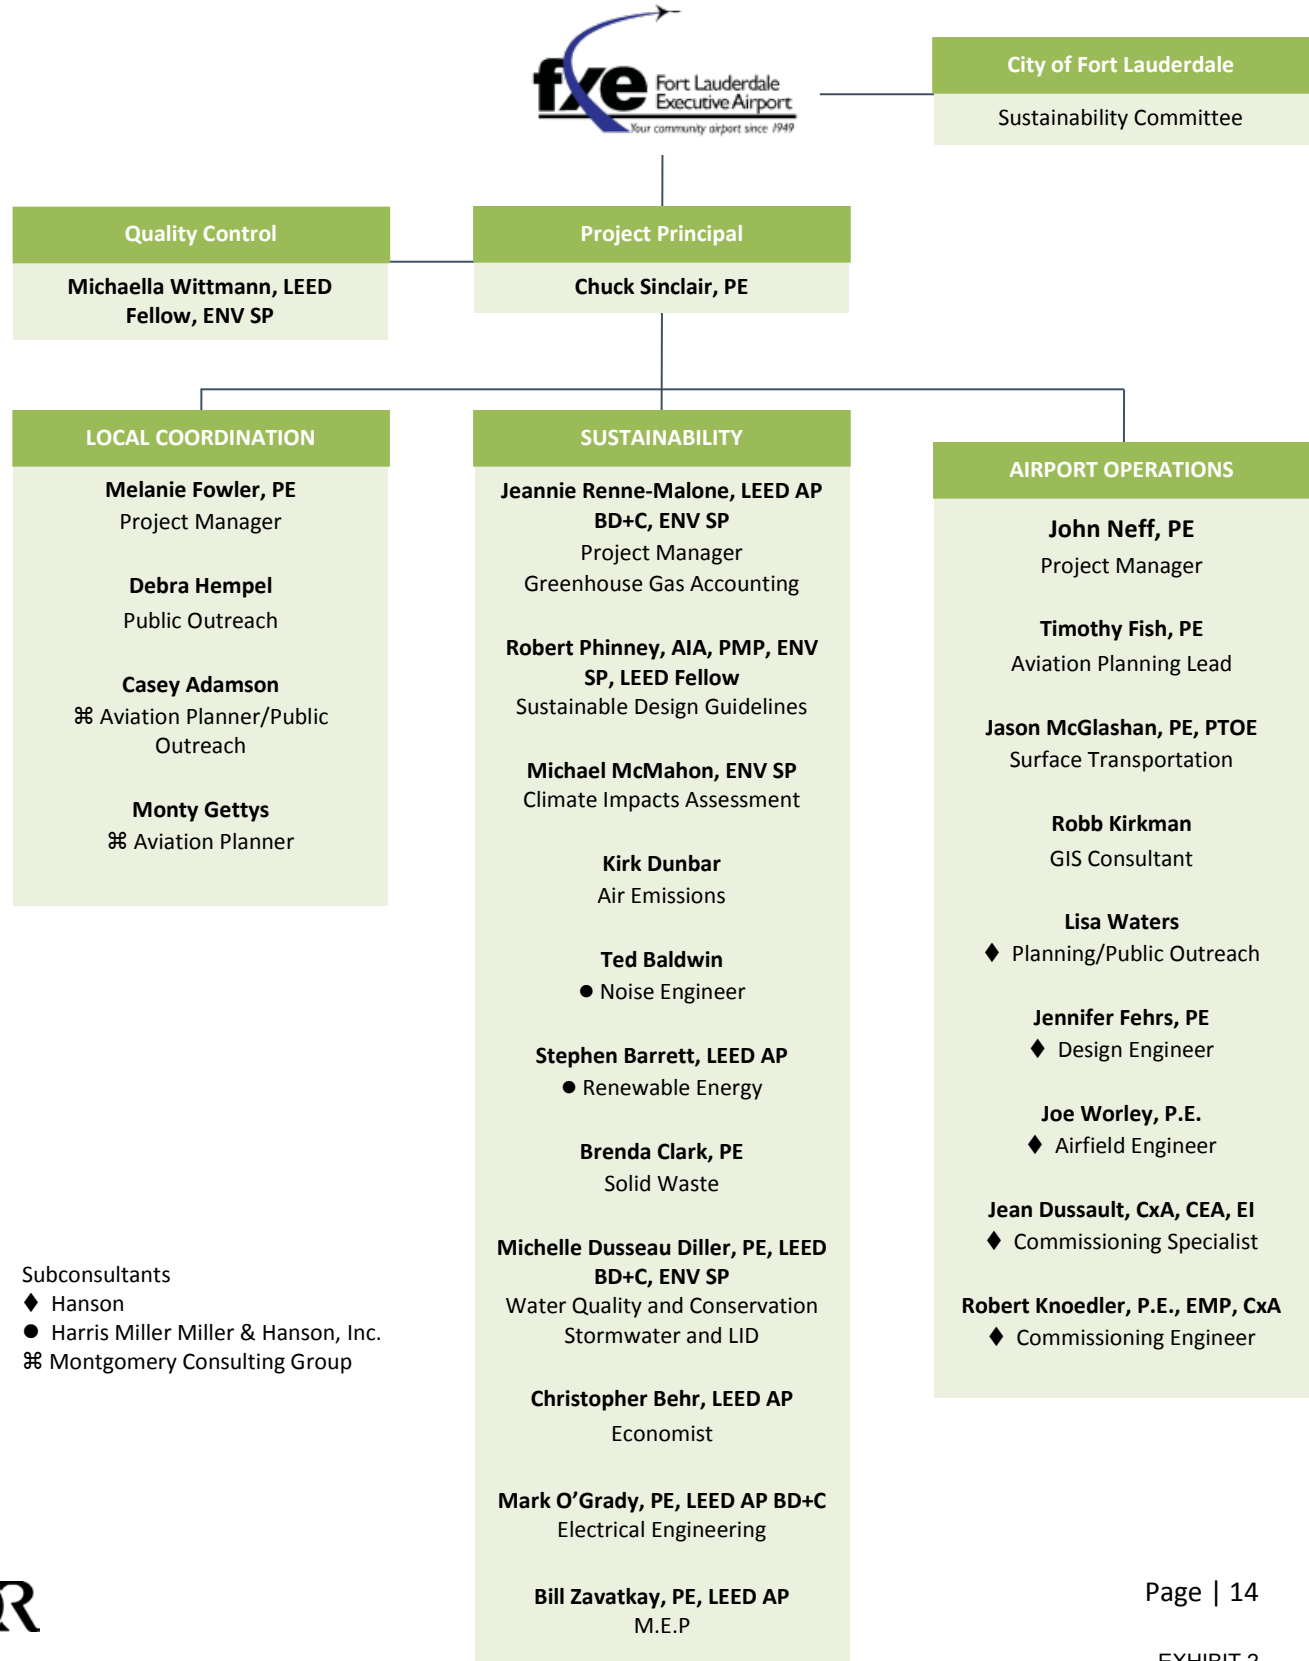 fxe Fort Lauderdale
Executive Airport
Your community airport since 1949
City of Fort Lauderdale
Sustainability Committee
Quality Control
Michaella Wittmann, LEED
Fellow, ENV SP
Project Principal
Chuck Sinclair, PE
LOCAL COORDINATION
Melanie Fowler, PE
Project Manager
Debra Hempel
Public Outreach
Casey Adamson
⌘ Aviation Planner/Public
Outreach
Monty Gettys
⌘ Aviation Planner
SUSTAINABILITY
Jeannie Renne-Malone, LEED AP
BD+C, ENV SP
Project Manager
Greenhouse Gas Accounting
Robert Phinney, AIA, PMP, ENV
SP, LEED Fellow
Sustainable Design Guidelines
Michael McMahon, ENV SP
Climate Impacts Assessment
Kirk Dunbar
Air Emissions
Ted Baldwin
● Noise Engineer
Stephen Barrett, LEED AP
● Renewable Energy
Brenda Clark, PE
Solid Waste
Michelle Dusseau Diller, PE, LEED
BD+C, ENV SP
Water Quality and Conservation
Stormwater and LID
Christopher Behr, LEED AP
Economist
Mark O’Grady, PE, LEED AP BD+C
Electrical Engineering
Bill Zavatkay, PE, LEED AP
M.E.P
AIRPORT OPERATIONS
John Neff, PE
Project Manager
Timothy Fish, PE
Aviation Planning Lead
Jason McGlashan, PE, PTOE
Surface Transportation
Robb Kirkman
GIS Consultant
Lisa Waters
♦ Planning/Public Outreach
Jennifer Fehrs, PE
♦ Design Engineer
Joe Worley, P.E.
♦ Airfield Engineer
Jean Dussault, CxA, CEA, EI
♦ Commissioning Specialist
Robert Knoedler, P.E., EMP, CxA
♦ Commissioning Engineer
Subconsultants
♦ Hanson
● Harris Miller Miller & Hanson, Inc.
⌘ Montgomery Consulting Group
R
Page | 14
EXHIBIT 2